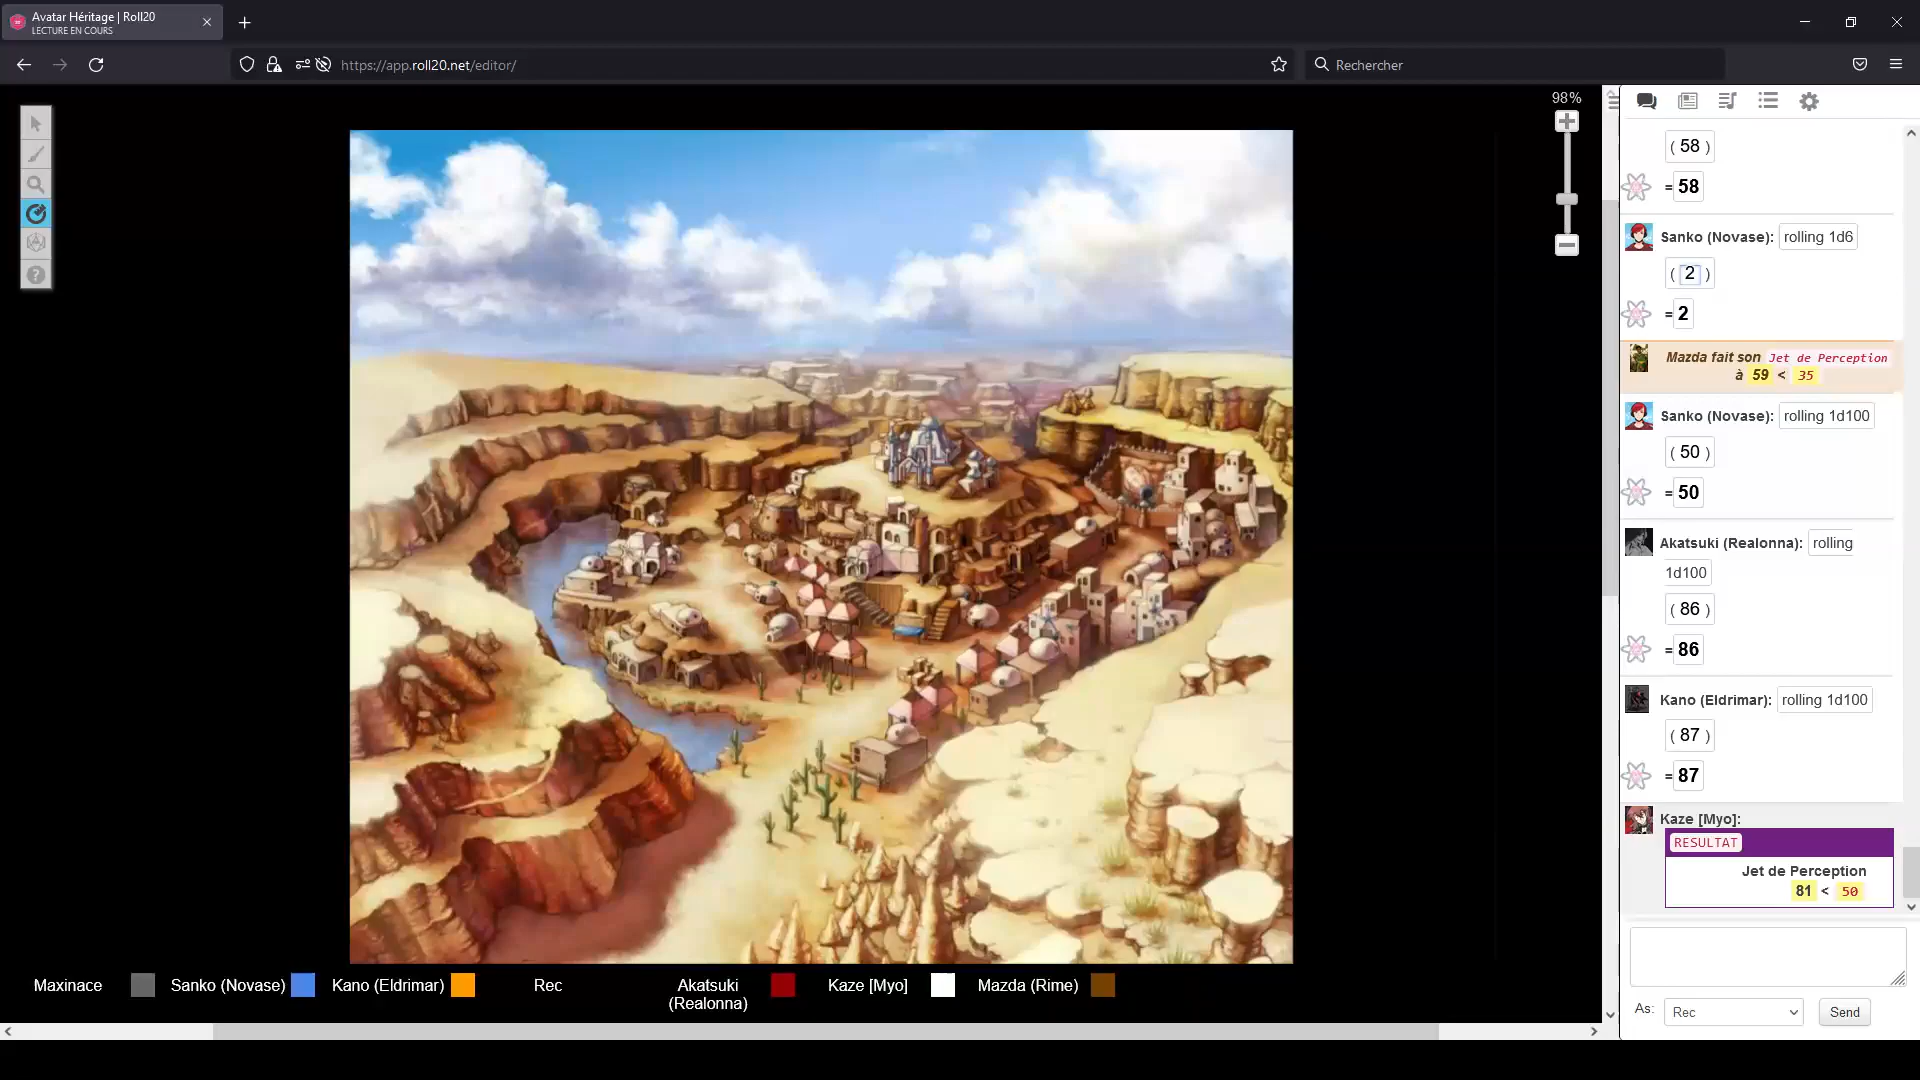 Avatar Héritage | Roll20
LECTURE EN COURS
https://app.roll20.net/editor/
Rechercher
98%
( 58 )
= 58
Sanko (Novase): rolling 1d6
( 2 )
= 2
Mazda fait son Jet de Perception
à 59 < 35
Sanko (Novase): rolling 1d100
( 50 )
= 50
Akatsuki (Realonna): rolling
1d100
( 86 )
= 86
Kano (Eldrimar): rolling 1d100
( 87 )
= 87
Kaze [Myo]:
RESULTAT
Jet de Perception
81 < 50
As: Rec Send
Maxinace Sanko (Novase) Kano (Eldrimar) Rec Akatsuki (Realonna) Kaze [Myo] Mazda (Rime)